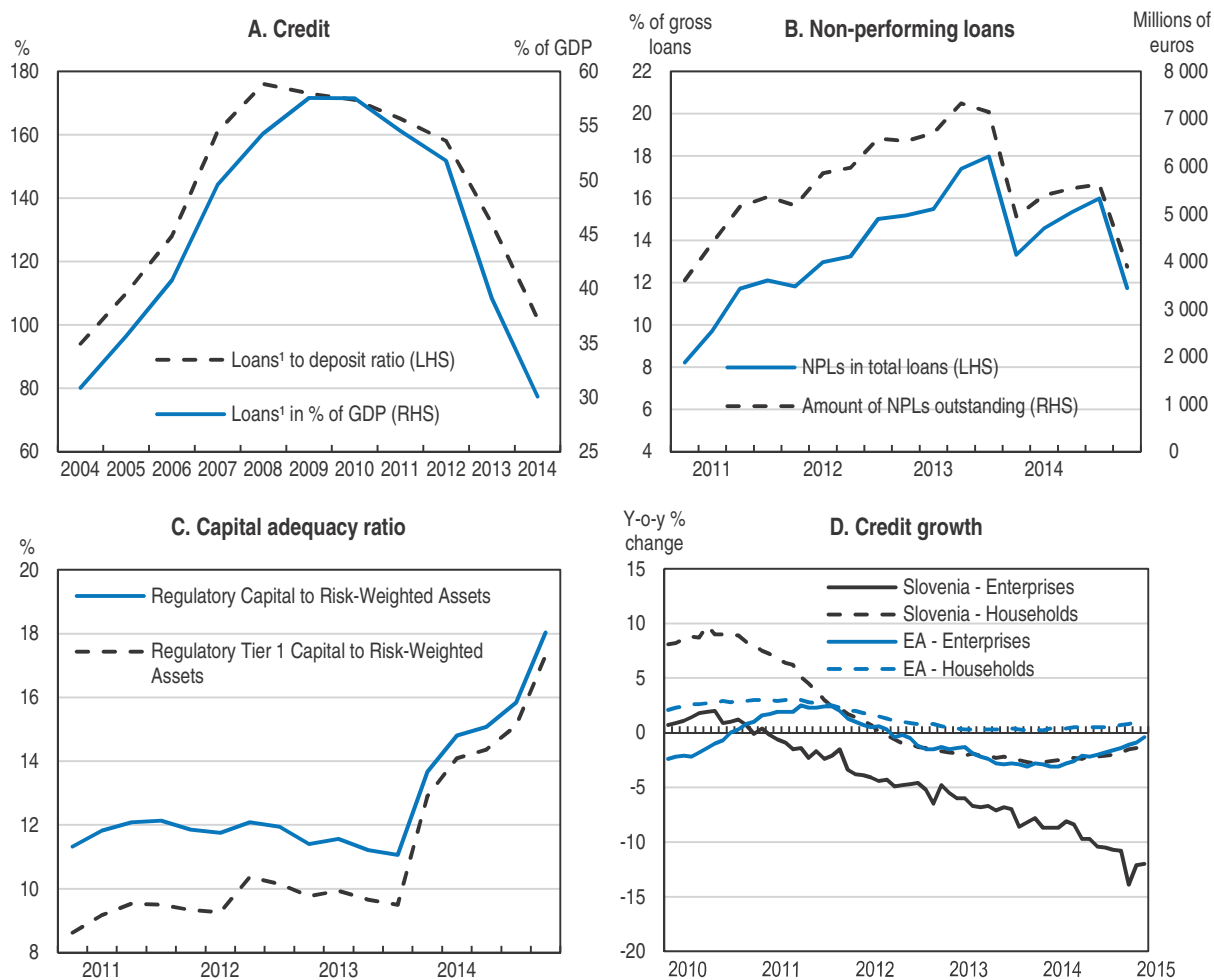 A. Credit
%
% of GDP
180
160
140
120
100
80
60
60
55
50
45
40
35
30
25
Loans¹ to deposit ratio (LHS)
Loans¹ in % of GDP (RHS)
2004 2005 2006 2007 2008 2009 2010 2011 2012 2013 2014
B. Non-performing loans
% of gross
loans
Millions of
euros
22
20
18
16
14
12
10
8
6
4
8 000
7 000
6 000
5 000
4 000
3 000
2 000
1 000
0
NPLs in total loans (LHS)
Amount of NPLs outstanding (RHS)
2011 2012 2013 2014
C. Capital adequacy ratio
%
20
18
16
14
12
10
8
Regulatory Capital to Risk-Weighted Assets
Regulatory Tier 1 Capital to Risk-Weighted
Assets
2011 2012 2013 2014
D. Credit growth
Y-o-y %
change
15
10
5
0
-5
-10
-15
-20
Slovenia - Enterprises
Slovenia - Households
EA - Enterprises
EA - Households
2010 2011 2012 2013 2014 2015